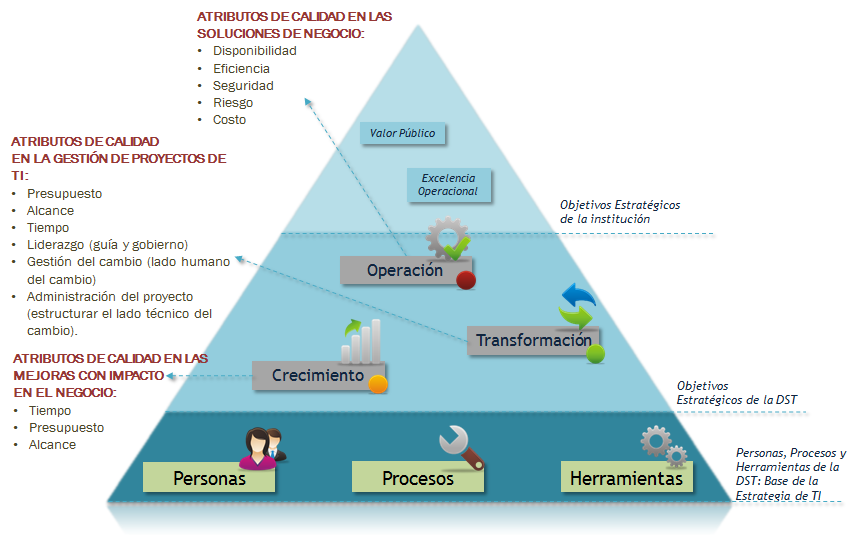 ATRIBUTOS DE CALIDAD EN LAS
SOLUCIONES DE NEGOCIO:
• Disponibilidad
• Eficiencia
• Seguridad
• Riesgo
• Costo
ATRIBUTOS DE CALIDAD
EN LA GESTIÓN DE PROYECTOS DE
TI:
• Presupuesto
• Alcance
• Tiempo
• Liderazgo (guía y gobierno)
• Gestión del cambio (lado humano
del cambio)
• Administración del proyecto
(estructurar el lado técnico del
cambio).
ATRIBUTOS DE CALIDAD EN LAS
MEJORAS CON IMPACTO
EN EL NEGOCIO:
• Tiempo
• Presupuesto
• Alcance
Valor Público
Excelencia
Operacional
Objetivos Estratégicos
de la institución
Operación
Transformación
Crecimiento
Objetivos
Estratégicos de la DST
Personas
Procesos
Herramientas
Personas, Procesos y
Herramientas de la
DST: Base de la
Estrategia de TI